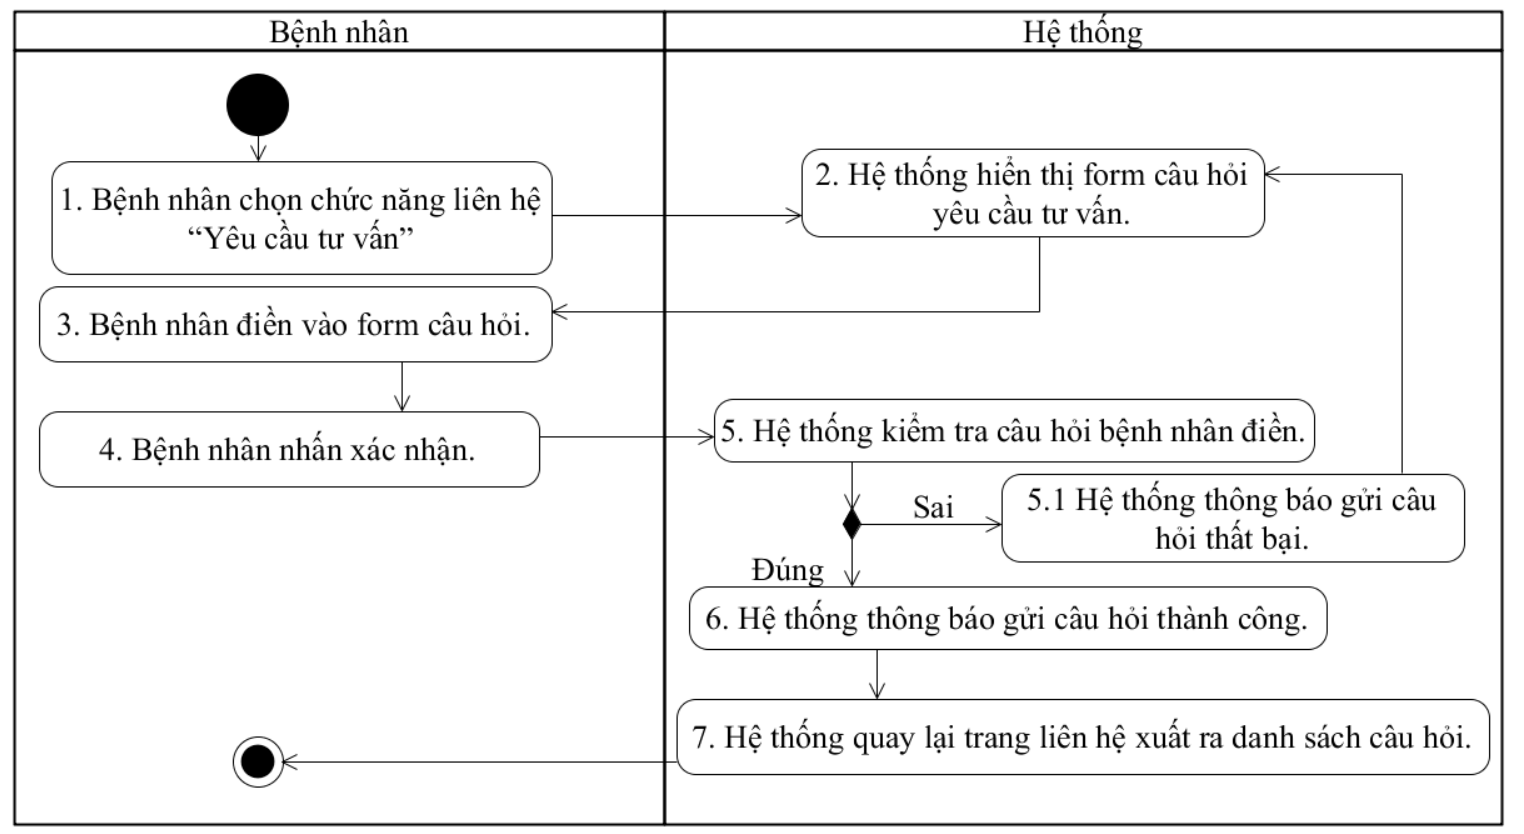 Bệnh nhân
Hệ thống
1. Bệnh nhân chọn chức năng liên hệ
“Yêu cầu tư vấn”
2. Hệ thống hiển thị form câu hỏi
yêu cầu tư vấn.
3. Bệnh nhân điền vào form câu hỏi.
4. Bệnh nhân nhấn xác nhận.
5. Hệ thống kiểm tra câu hỏi bệnh nhân điền.
Sai
5.1 Hệ thống thông báo gửi câu
hỏi thất bại.
Đúng
6. Hệ thống thông báo gửi câu hỏi thành công.
7. Hệ thống quay lại trang liên hệ xuất ra danh sách câu hỏi.